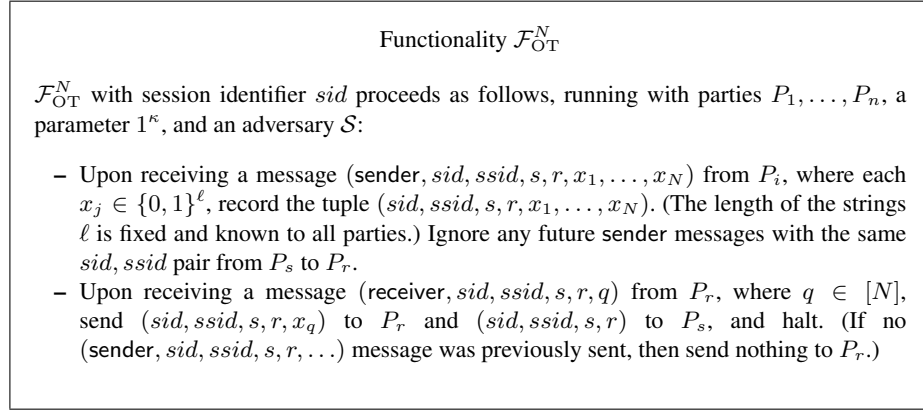 Functionality $\mathcal{F}_{\mathrm{OT}}^{N}$
$\mathcal{F}_{\mathrm{OT}}^{N}$ with session identifier $sid$ proceeds as follows, running with parties $P_1, \ldots, P_n$, a
parameter $1^\kappa$, and an adversary $\mathcal{S}$:
– Upon receiving a message (sender, $sid, ssid, s, r, x_1, \ldots, x_N$) from $P_i$, where each
$x_j \in \{0, 1\}^\ell$, record the tuple $(sid, ssid, s, r, x_1, \ldots, x_N)$. (The length of the strings
$\ell$ is fixed and known to all parties.) Ignore any future sender messages with the same
$sid, ssid$ pair from $P_s$ to $P_r$.
– Upon receiving a message (receiver, $sid, ssid, s, r, q$) from $P_r$, where $q \in [N]$,
send $(sid, ssid, s, r, x_q)$ to $P_r$ and $(sid, ssid, s, r)$ to $P_s$, and halt. (If no
(sender, $sid, ssid, s, r, \ldots$) message was previously sent, then send nothing to $P_r$.)